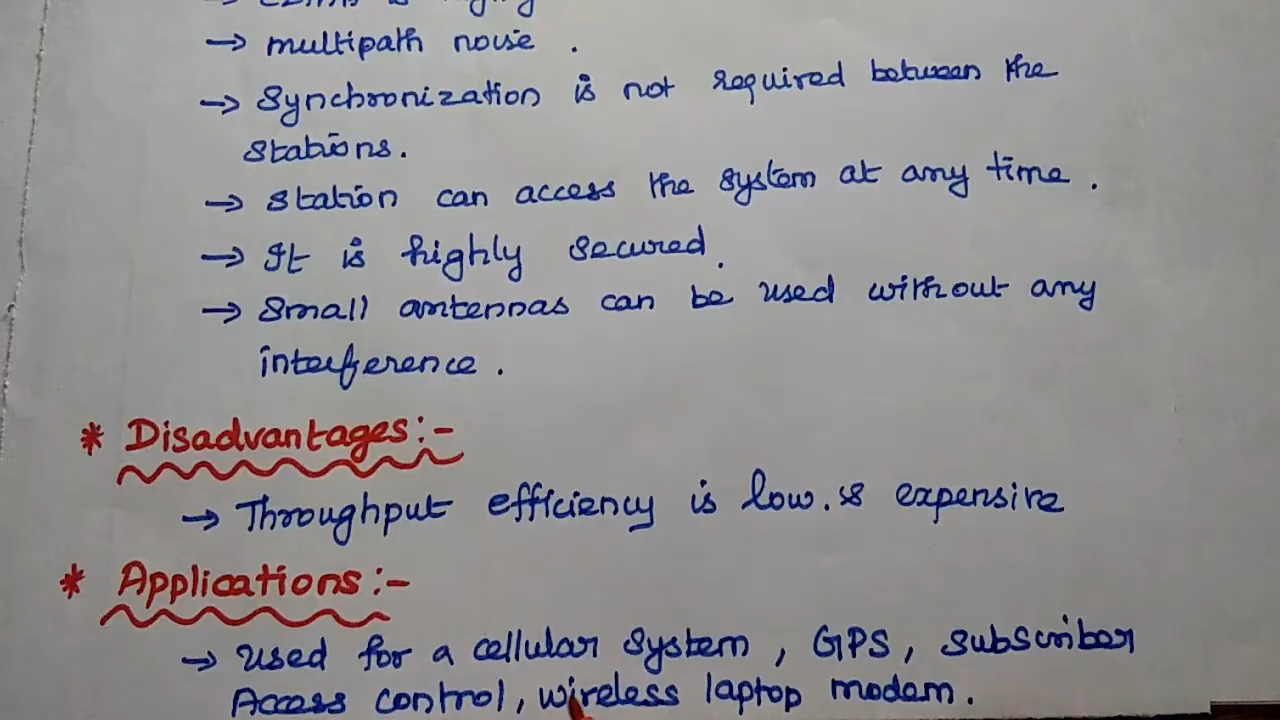 → multipath noise .
→ Synchronization is not required between the
stations.
→ station can access the system at any time .
→ It is highly secured .
→ Small antennas can be used without any
interference .
* Disadvantages:-
→ Throughput efficiency is low. & expensive
* Applications:-
→ Used for a cellular system , GPS, Subscriber
Access control, wireless laptop modem .